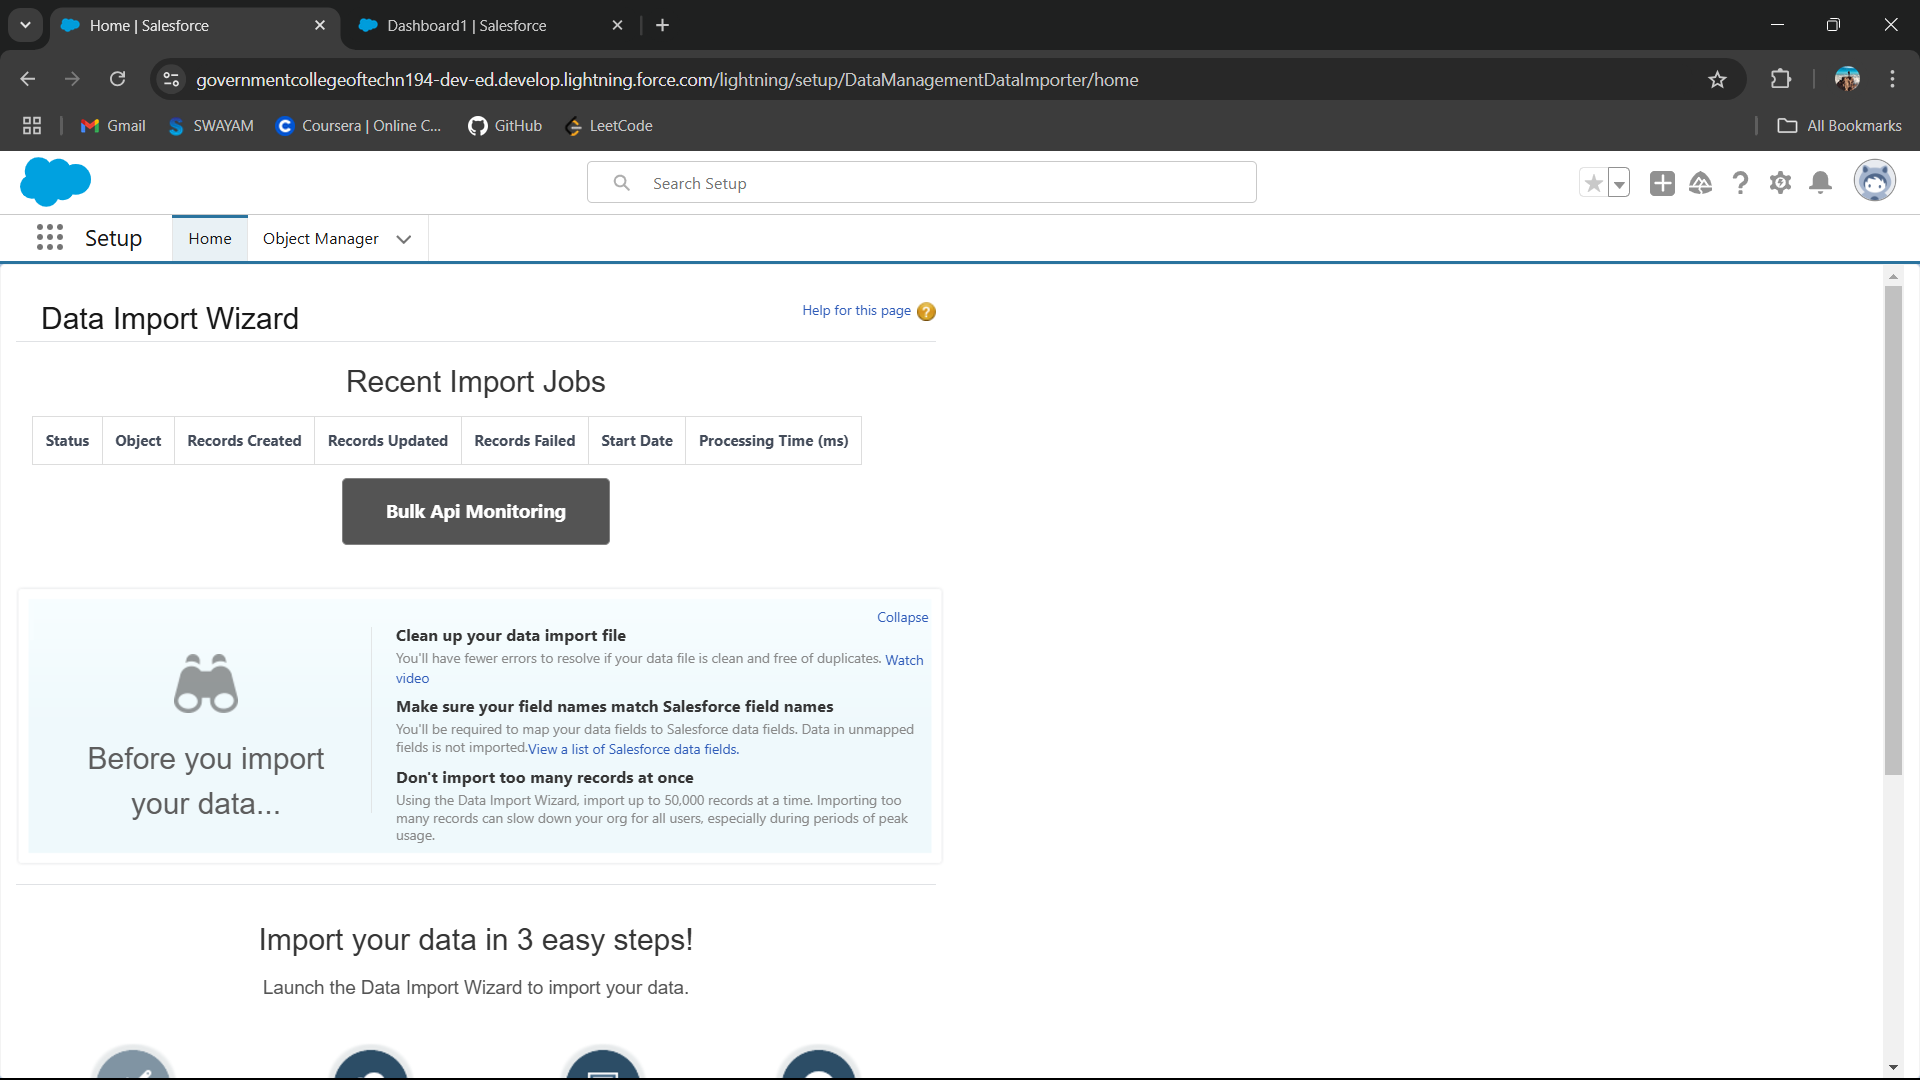 Home | Salesforce
Dashboard1 | Salesforce
governmentcollegeoftechn194-dev-ed.develop.lightning.force.com/lightning/setup/DataManagementDataImporter/home
Gmail
SWAYAM
Coursera | Online C...
GitHub
LeetCode
All Bookmarks
Search Setup
Setup
Home
Object Manager
Data Import Wizard
Help for this page ?
Recent Import Jobs
Status Object Records Created Records Updated Records Failed Start Date Processing Time (ms)
Bulk Api Monitoring
Collapse
Before you import
your data...
Clean up your data import file
You'll have fewer errors to resolve if your data file is clean and free of duplicates. Watch
video
Make sure your field names match Salesforce field names
You'll be required to map your data fields to Salesforce data fields. Data in unmapped
fields is not imported.View a list of Salesforce data fields.
Don't import too many records at once
Using the Data Import Wizard, import up to 50,000 records at a time. Importing too
many records can slow down your org for all users, especially during periods of peak
usage.
Import your data in 3 easy steps!
Launch the Data Import Wizard to import your data.